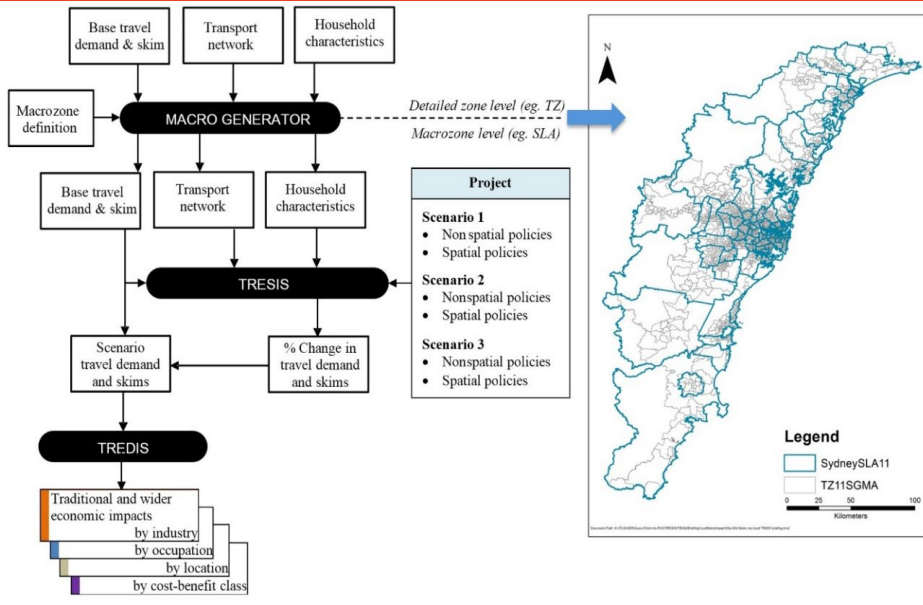 Base travel
demand & skim
Transport
network
Household
characteristics
Macrozone
definition
MACRO GENERATOR
Detailed zone level (eg. TZ)
Macrozone level (eg. SLA)
Base travel
demand & skim
Transport
network
Household
characteristics
Project
Scenario 1
• Non spatial policies
• Spatial policies
Scenario 2
• Nonspatial policies
• Spatial policies
Scenario 3
• Nonspatial policies
• Spatial policies
TRESIS
Scenario
travel demand
and skims
% Change in
travel demand
and skims
TREDIS
Traditional and wider
economic impacts
by industry
by occupation
by location
by cost-benefit class
N
Legend
SydneySLA11
TZ11SGMA
0 25 50 100
Kilometers